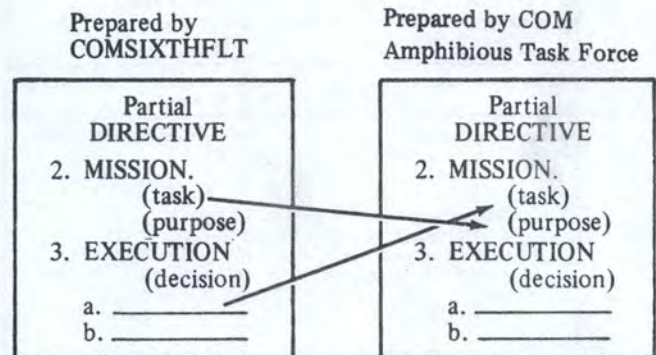 Prepared by
COMSIXTHFLT
Partial
DIRECTIVE
2. MISSION.
(task)
(purpose)
3. EXECUTION
(decision)
a.
b.
Prepared by COM
Amphibious Task Force
Partial
DIRECTIVE
2. MISSION.
(task)
(purpose)
3. EXECUTION
(decision)
a.
b.